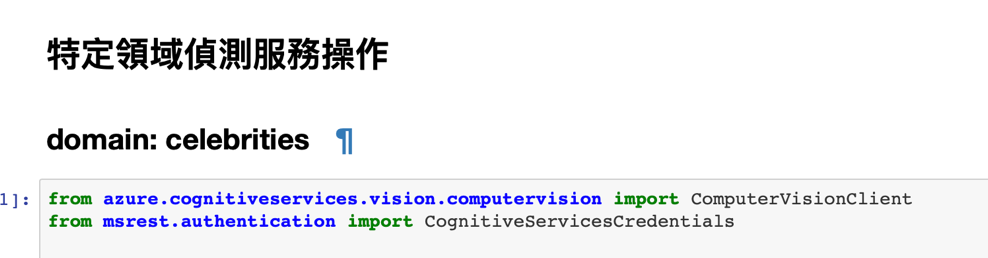 特定領域偵測服務操作
domain: celebrities ¶
1]:
from azure.cognitiveservices.vision.computervision import ComputerVisionClient
from msrest.authentication import CognitiveServicesCredentials